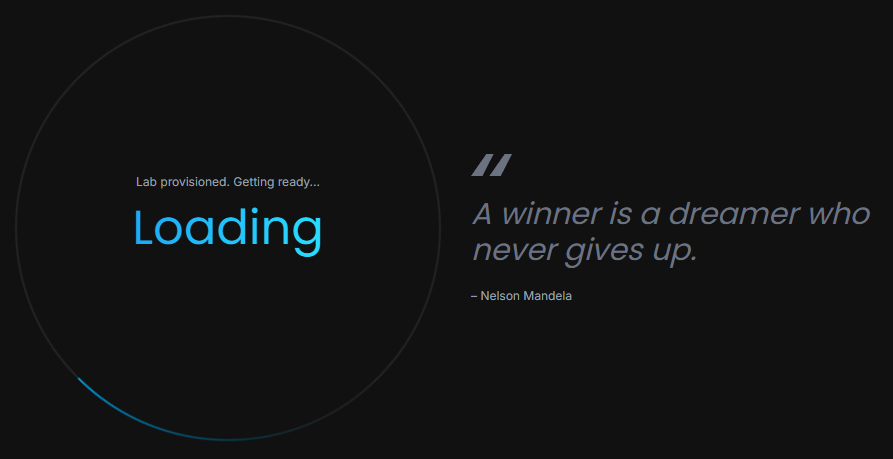 Lab provisioned. Getting ready...
Loading
"
A winner is a dreamer who
never gives up.
– Nelson Mandela